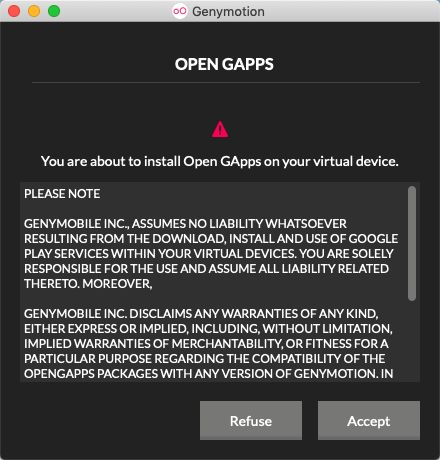 Genymotion
OPEN GAPPS
You are about to install Open GApps on your virtual device.
PLEASE NOTE
GENYMOBILE INC., ASSUMES NO LIABILITY WHATSOEVER
RESULTING FROM THE DOWNLOAD, INSTALL AND USE OF GOOGLE
PLAY SERVICES WITHIN YOUR VIRTUAL DEVICES. YOU ARE SOLELY
RESPONSIBLE FOR THE USE AND ASSUME ALL LIABILITY RELATED
THERETO. MOREOVER,
GENYMOBILE INC. DISCLAIMS ANY WARRANTIES OF ANY KIND,
EITHER EXPRESS OR IMPLIED, INCLUDING, WITHOUT LIMITATION,
IMPLIED WARRANTIES OF MERCHANTABILITY, OR FITNESS FOR A
PARTICULAR PURPOSE REGARDING THE COMPATIBILITY OF THE
OPENGAPPS PACKAGES WITH ANY VERSION OF GENYMOTION. IN
Refuse
Accept